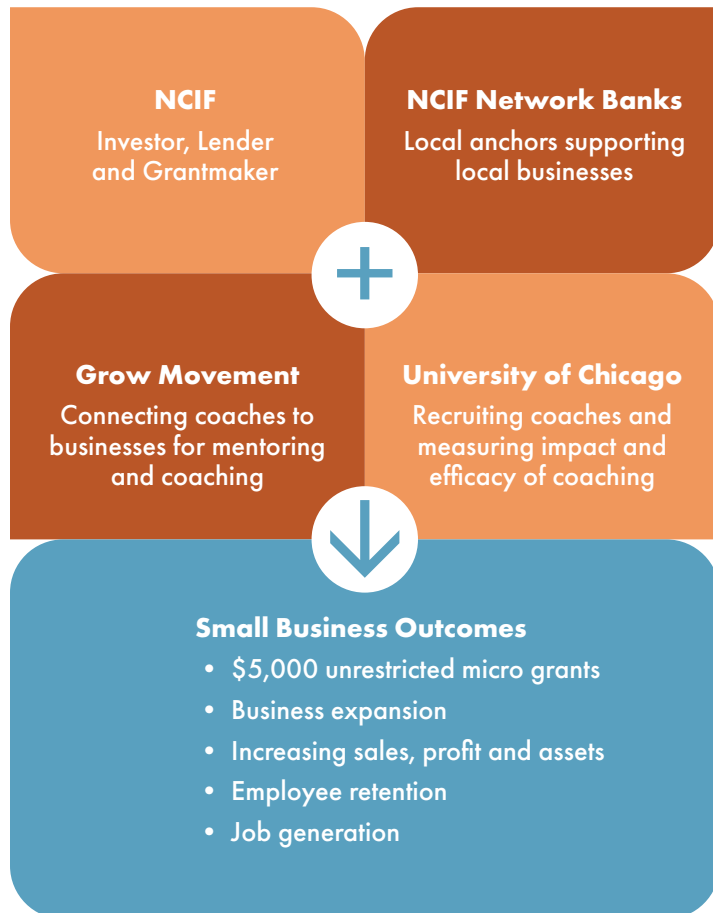 NCIF
Investor, Lender
and Grantmaker
NCIF Network Banks
Local anchors supporting
local businesses
+
Grow Movement
Connecting coaches to
businesses for mentoring
and coaching
University of Chicago
Recruiting coaches and
measuring impact and
efficacy of coaching
Small Business Outcomes
• $5,000 unrestricted micro grants
• Business expansion
• Increasing sales, profit and assets
• Employee retention
• Job generation